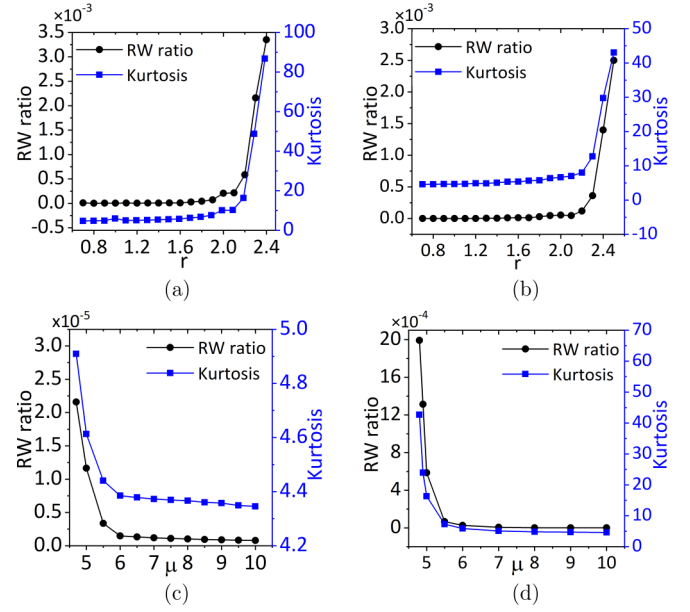 ×10⁻³
3.5
3.0
2.5
2.0
1.5
1.0
0.5
0.0
-0.5
RW ratio
RW ratio
Kurtosis
100
80
60
40
20
0
Kurtosis
0.8 1.2 1.6 2.0 2.4
r
(a)
×10⁻³
3.0
2.5
2.0
1.5
1.0
0.5
0.0
RW ratio
RW ratio
Kurtosis
50
40
30
20
10
0
-10
Kurtosis
0.8 1.2 1.6 2.0 2.4
r
(b)
×10⁻⁵
3.0
2.5
2.0
1.5
1.0
0.5
0.0
RW ratio
RW ratio
Kurtosis
5.0
4.8
4.6
4.4
4.2
Kurtosis
5 6 7 8 9 10
μ
(c)
×10⁻⁴
20
16
12
8
4
0
RW ratio
RW ratio
Kurtosis
70
60
50
40
30
20
10
0
Kurtosis
5 6 7 8 9 10
μ
(d)